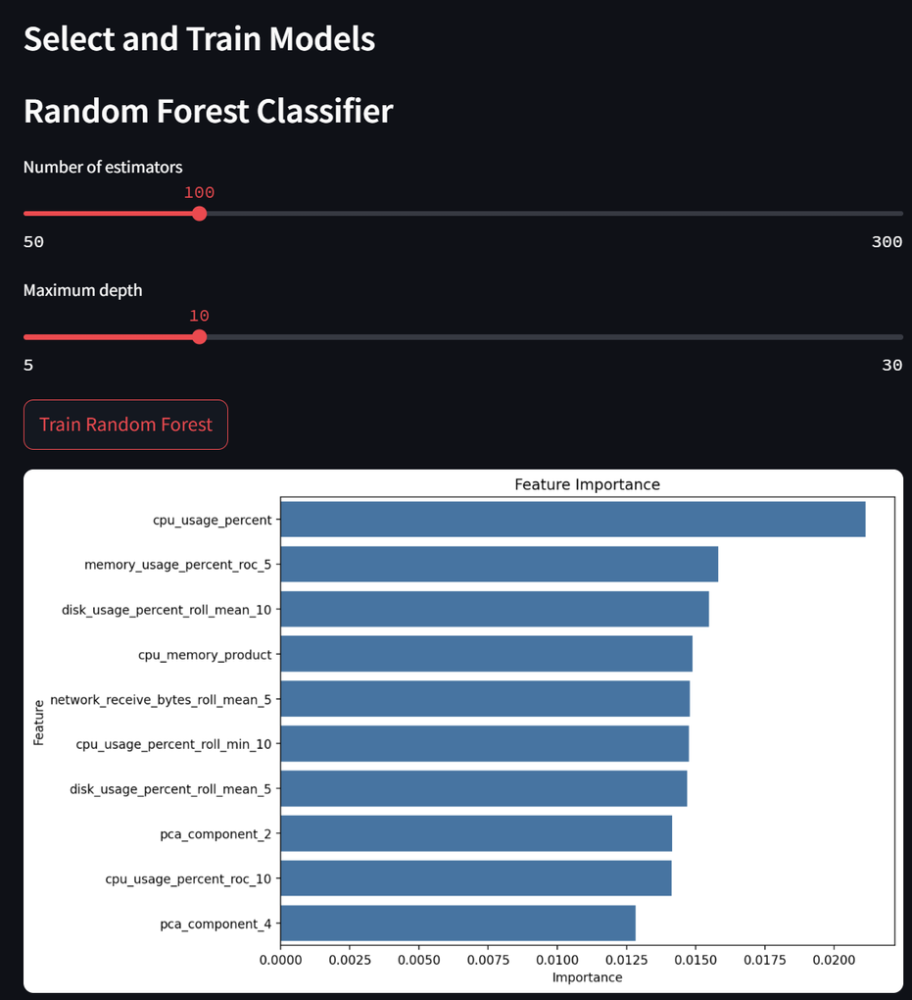 Select and Train Models
Random Forest Classifier
Number of estimators
100
50 300
Maximum depth
10
5 30
Train Random Forest
Feature Importance
cpu_usage_percent
memory_usage_percent_roc_5
disk_usage_percent_roll_mean_10
cpu_memory_product
network_receive_bytes_roll_mean_5
cpu_usage_percent_roll_min_10
disk_usage_percent_roll_mean_5
pca_component_2
cpu_usage_percent_roc_10
pca_component_4
Feature
0.0000 0.0025 0.0050 0.0075 0.0100 0.0125 0.0150 0.0175 0.0200
Importance